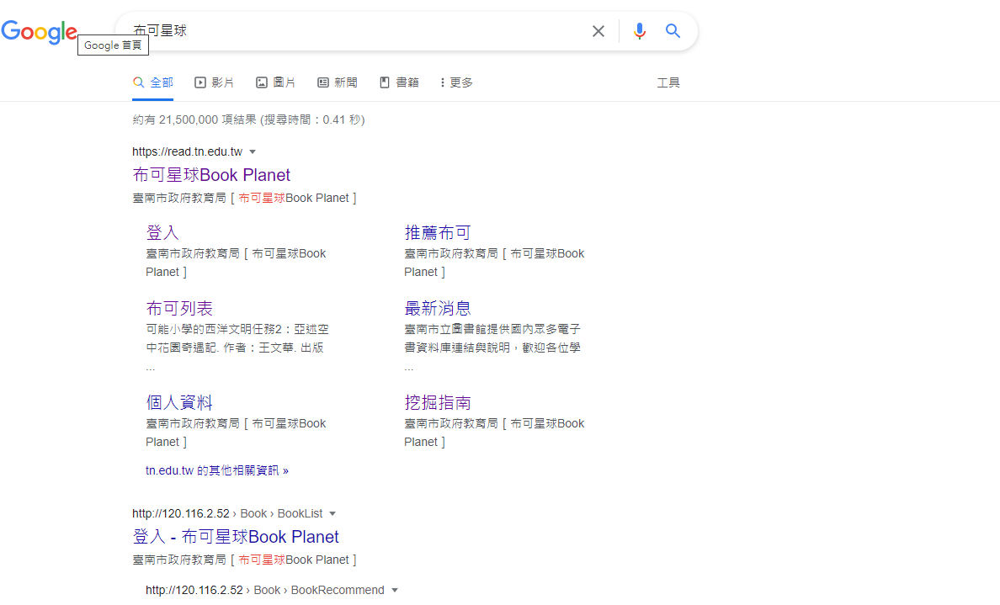 Google
布可星球
Google 首頁
全部 影片 圖片 新聞 書籍 更多 工具
約有 21,500,000 項結果 (搜尋時間：0.41 秒)
https://read.tn.edu.tw
布可星球Book Planet
臺南市政府教育局 [ 布可星球Book Planet ]
登入
臺南市政府教育局 [ 布可星球Book
Planet ]
推薦布可
臺南市政府教育局 [ 布可星球Book
Planet ]
布可列表
可能小學的西洋文明任務2：亞述空
中花園奇遇記. 作者：王文華. 出版
...
最新消息
臺南市立圖書館提供國內眾多電子
書資料庫連結與說明，歡迎各位學
...
個人資料
臺南市政府教育局 [ 布可星球Book
Planet ]
挖掘指南
臺南市政府教育局 [ 布可星球Book
Planet ]
tn.edu.tw 的其他相關資訊 »
http://120.116.2.52 › Book › BookList
登入 - 布可星球Book Planet
臺南市政府教育局 [ 布可星球Book Planet ]
http://120.116.2.52 › Book › BookRecommend